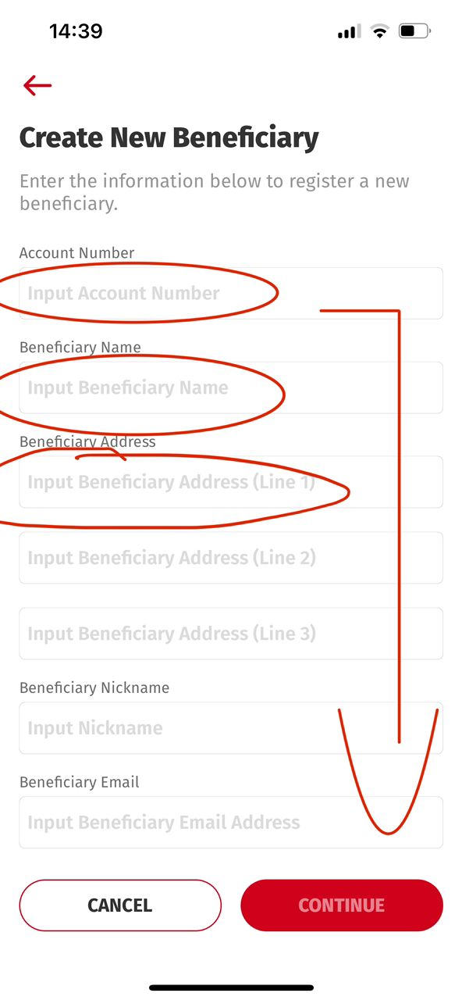 14:39
Create New Beneficiary
Enter the information below to register a new
beneficiary.
Account Number
Input Account Number
Beneficiary Name
Input Beneficiary Name
Beneficiary Address
Input Beneficiary Address (Line 1)
Input Beneficiary Address (Line 2)
Input Beneficiary Address (Line 3)
Beneficiary Nickname
Input Nickname
Beneficiary Email
Input Beneficiary Email Address
CANCEL CONTINUE